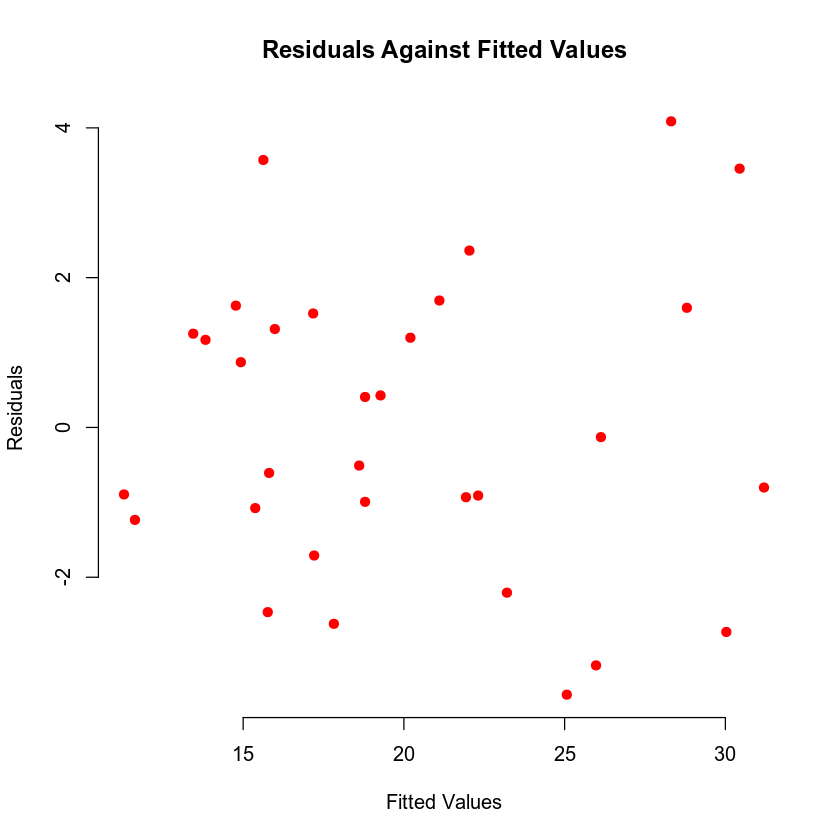 Residuals Against Fitted Values
4
2
0
-2
Residuals
15 20 25 30
Fitted Values